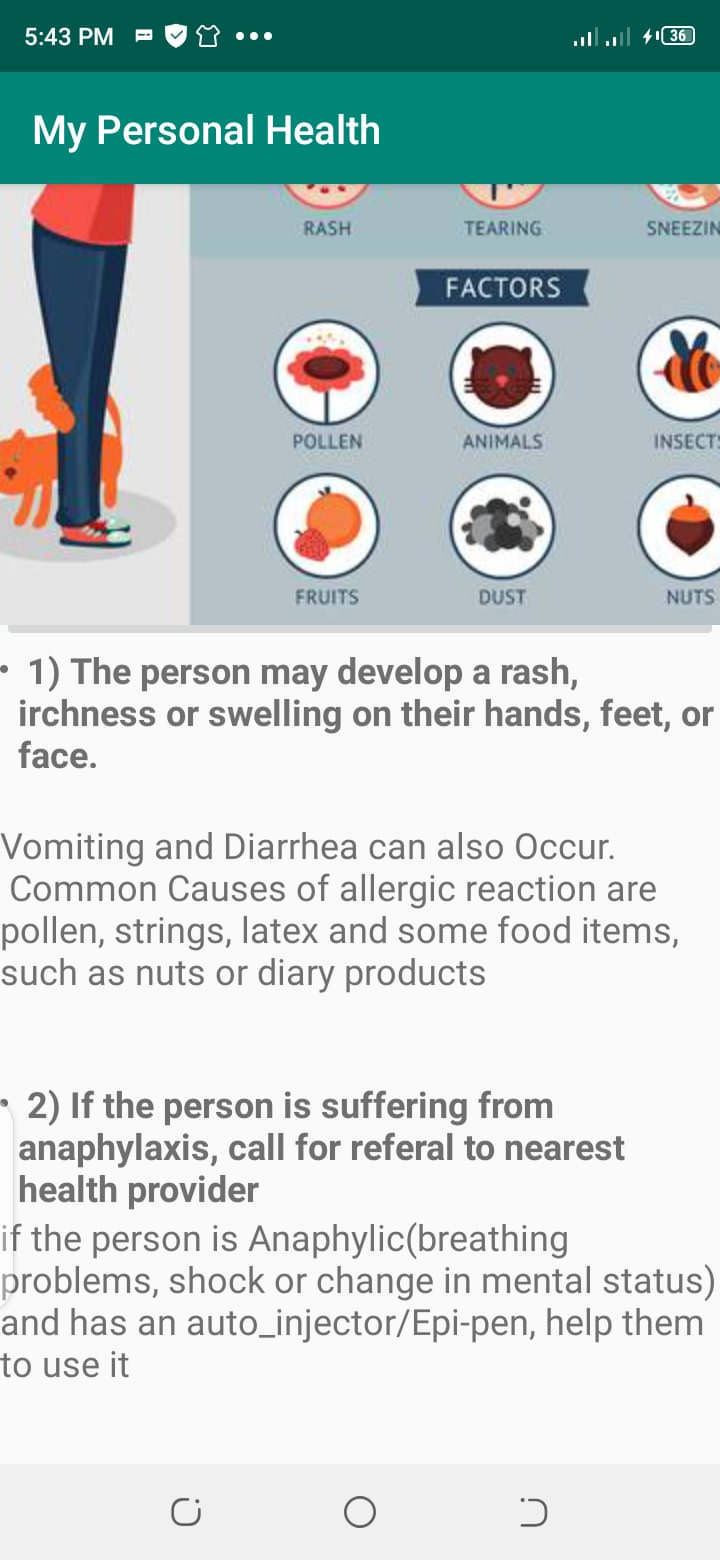 5:43 PM
36
My Personal Health
RASH TEARING SNEEZIN
FACTORS
POLLEN ANIMALS INSECTS
FRUITS DUST NUTS
• 1) The person may develop a rash,
irchness or swelling on their hands, feet, or
face.
Vomiting and Diarrhea can also Occur.
Common Causes of allergic reaction are
pollen, strings, latex and some food items,
such as nuts or diary products
• 2) If the person is suffering from
anaphylaxis, call for referal to nearest
health provider
if the person is Anaphylic(breathing
problems, shock or change in mental status)
and has an auto_injector/Epi-pen, help them
to use it